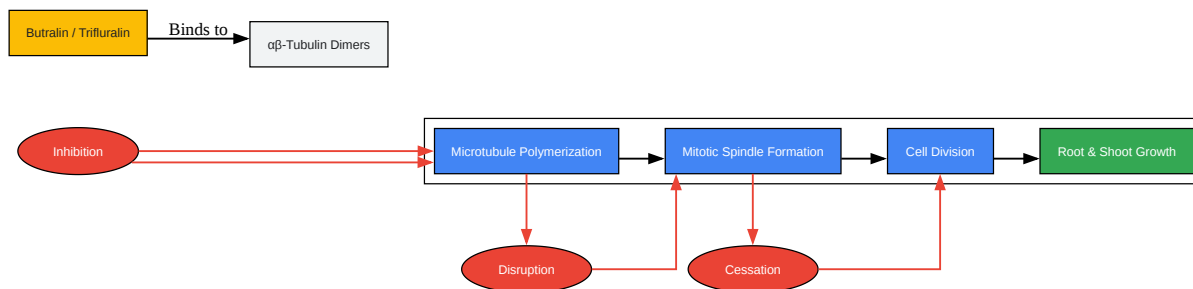 Butralin / Trifluralin
Binds to
αβ-Tubulin Dimers
Inhibition
Microtubule Polymerization
Mitotic Spindle Formation
Cell Division
Root & Shoot Growth
Disruption
Cessation